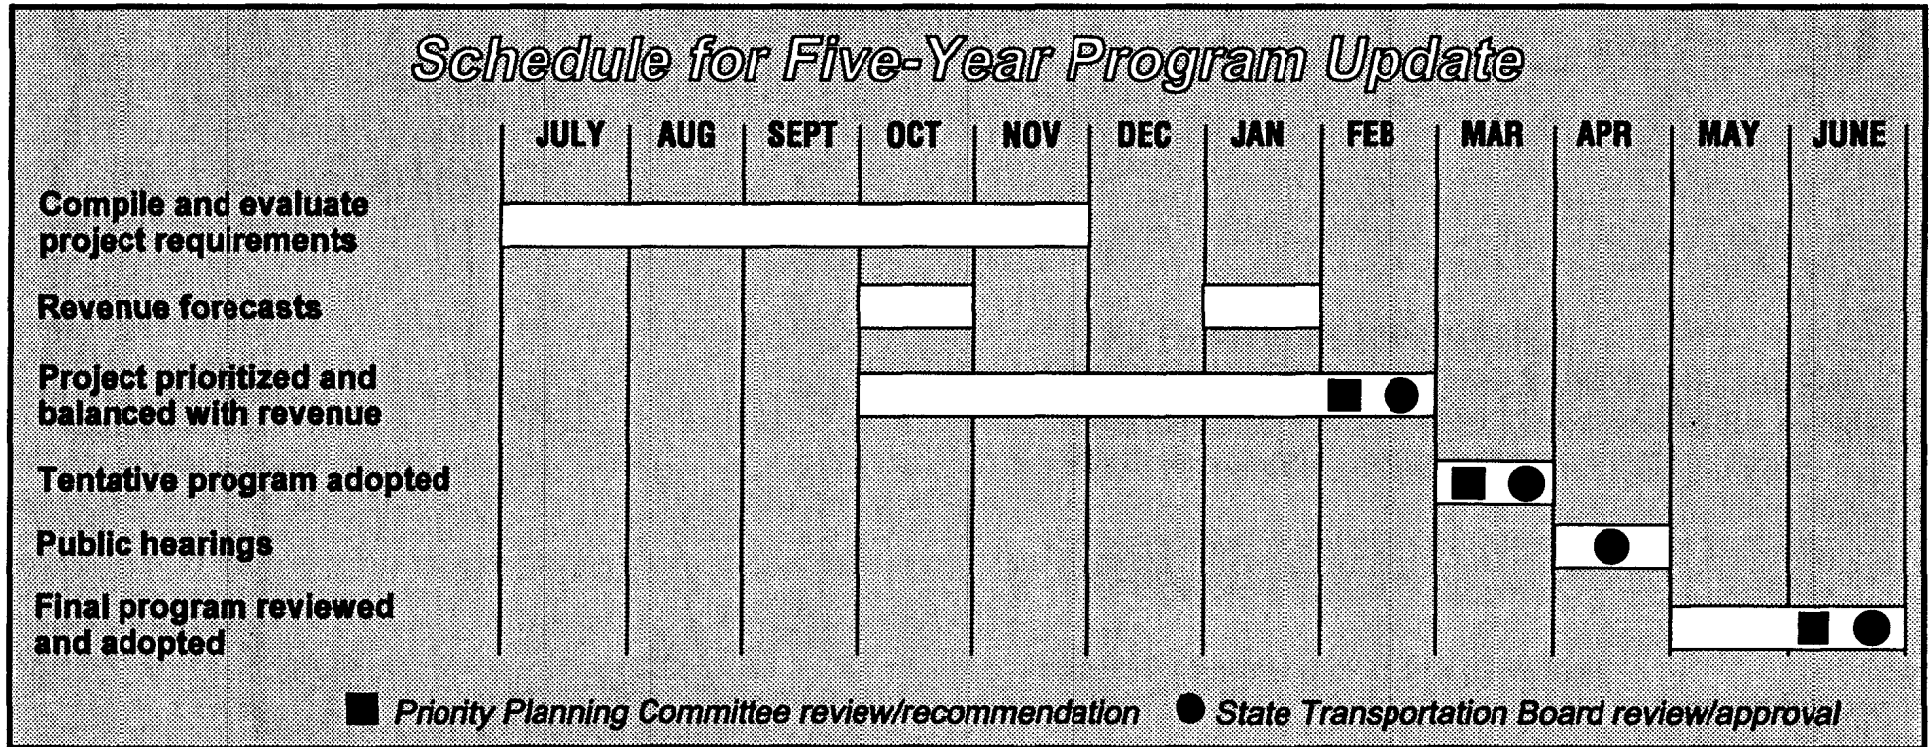 Schedule for Five-Year Program Update
JULY AUG SEPT OCT NOV DEC JAN FEB MAR APR MAY JUNE
Compile and evaluate
project requirements
Revenue forecasts
Project prioritized and
balanced with revenue
Tentative program adopted
Public hearings
Final program reviewed
and adopted
Priority Planning Committee review/recommendation State Transportation Board review/approval